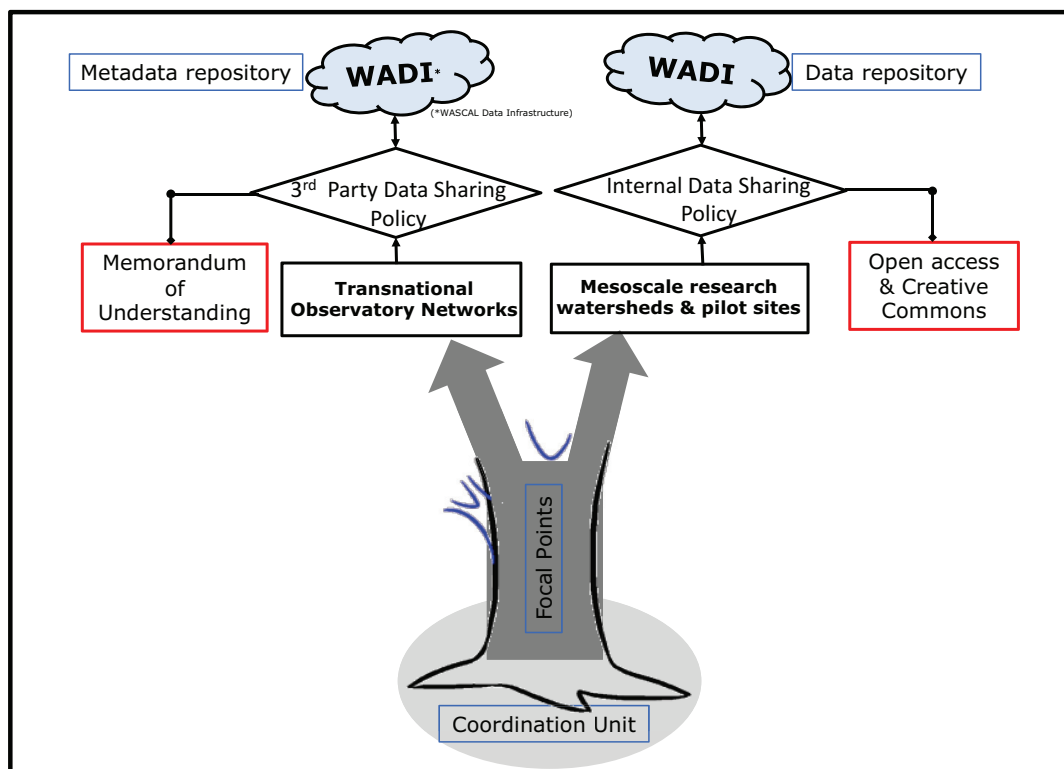 Metadata repository
WADI*
(*WASCAL Data Infrastructure)
WADI
Data repository
3rd Party Data Sharing
Policy
Internal Data Sharing
Policy
Memorandum
of
Understanding
Transnational
Observatory Networks
Mesoscale research
watersheds & pilot sites
Open access
& Creative
Commons
Focal Points
Coordination Unit